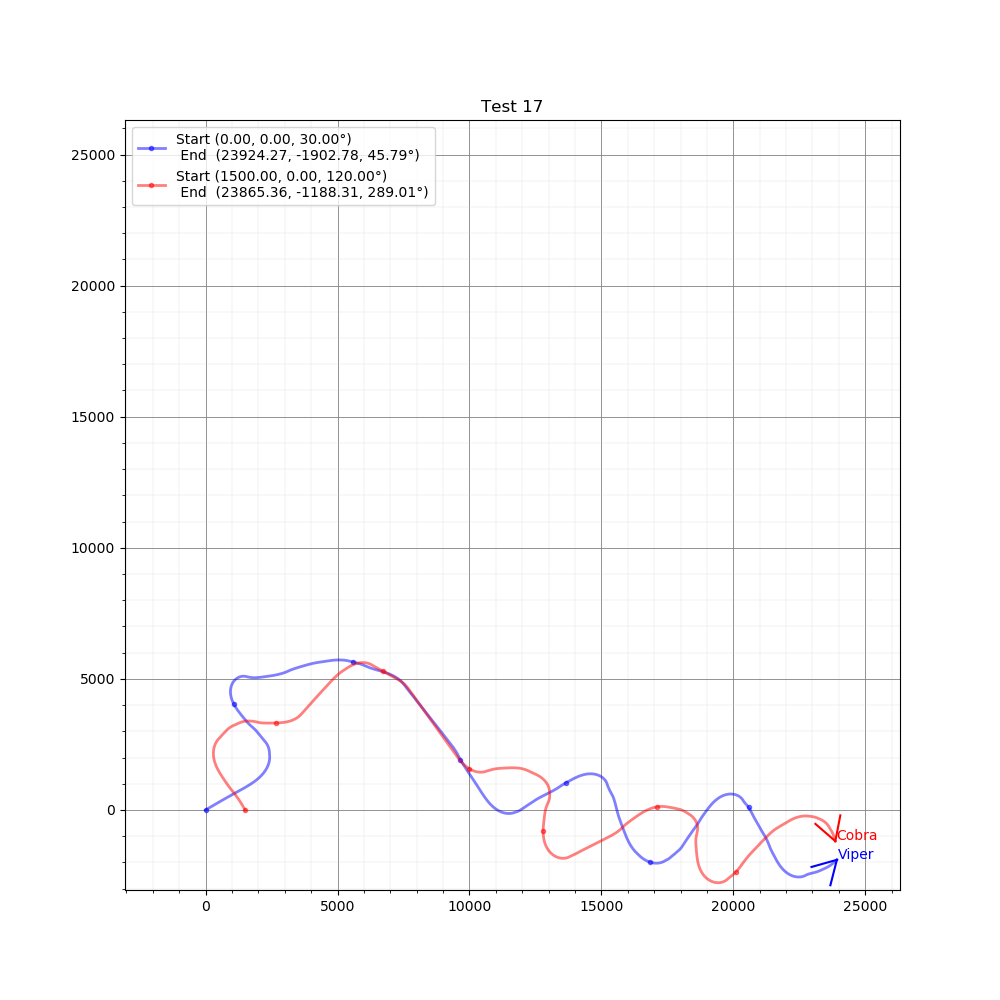 Test 17
Start (0.00, 0.00, 30.00°)
End (23924.27, -1902.78, 45.79°)
Start (1500.00, 0.00, 120.00°)
End (23865.36, -1188.31, 289.01°)
25000
20000
15000
10000
5000
0
Cobra
Viper
0 5000 10000 15000 20000 25000